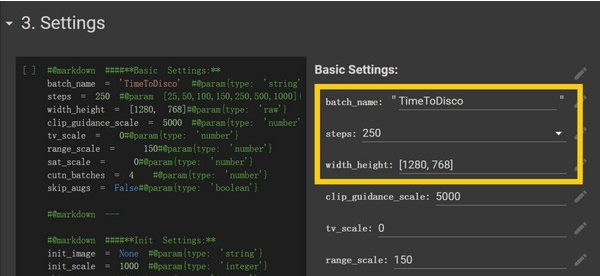 3. Settings
[ ]
#@markdown ####**Basic Settings:**
batch_name = 'TimeToDisco' #@param{type: 'string'
steps = 250 #@param [25,50,100,150,250,500,1000]{
width_height = [1280, 768]#@param{type: 'raw'}
clip_guidance_scale = 5000 #@param{type: 'number'
tv_scale = 0#@param{type: 'number'}
range_scale = 150#@param{type: 'number'}
sat_scale = 0#@param{type: 'number'}
cutn_batches = 4 #@param{type: 'number'}
skip_augs = False#@param{type: 'boolean'}
#@markdown ---
#@markdown ####**Init Settings:**
init_image = None #@param{type: 'string'}
init_scale = 1000 #@param{type: 'integer'}
Basic Settings:
batch_name: " TimeToDisco "
steps: 250
width_height: [1280, 768]
clip_guidance_scale: 5000
tv_scale: 0
range_scale: 150